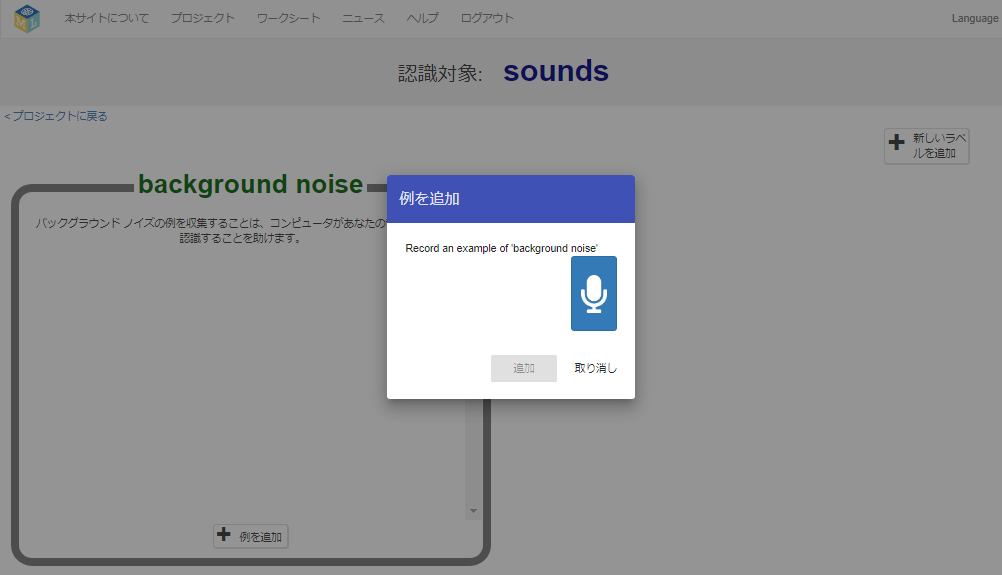 本サイトについて プロジェクト ワークシート ニュース ヘルプ ログアウト Language
認識対象: sounds
< プロジェクトに戻る
新しいラベ
ルを追加
background noise
バックグラウンド ノイズの例を収集することは、コンピュータがあなたの
認識することを助けます。
例を追加
Record an example of 'background noise'
追加 取り消し
例を追加